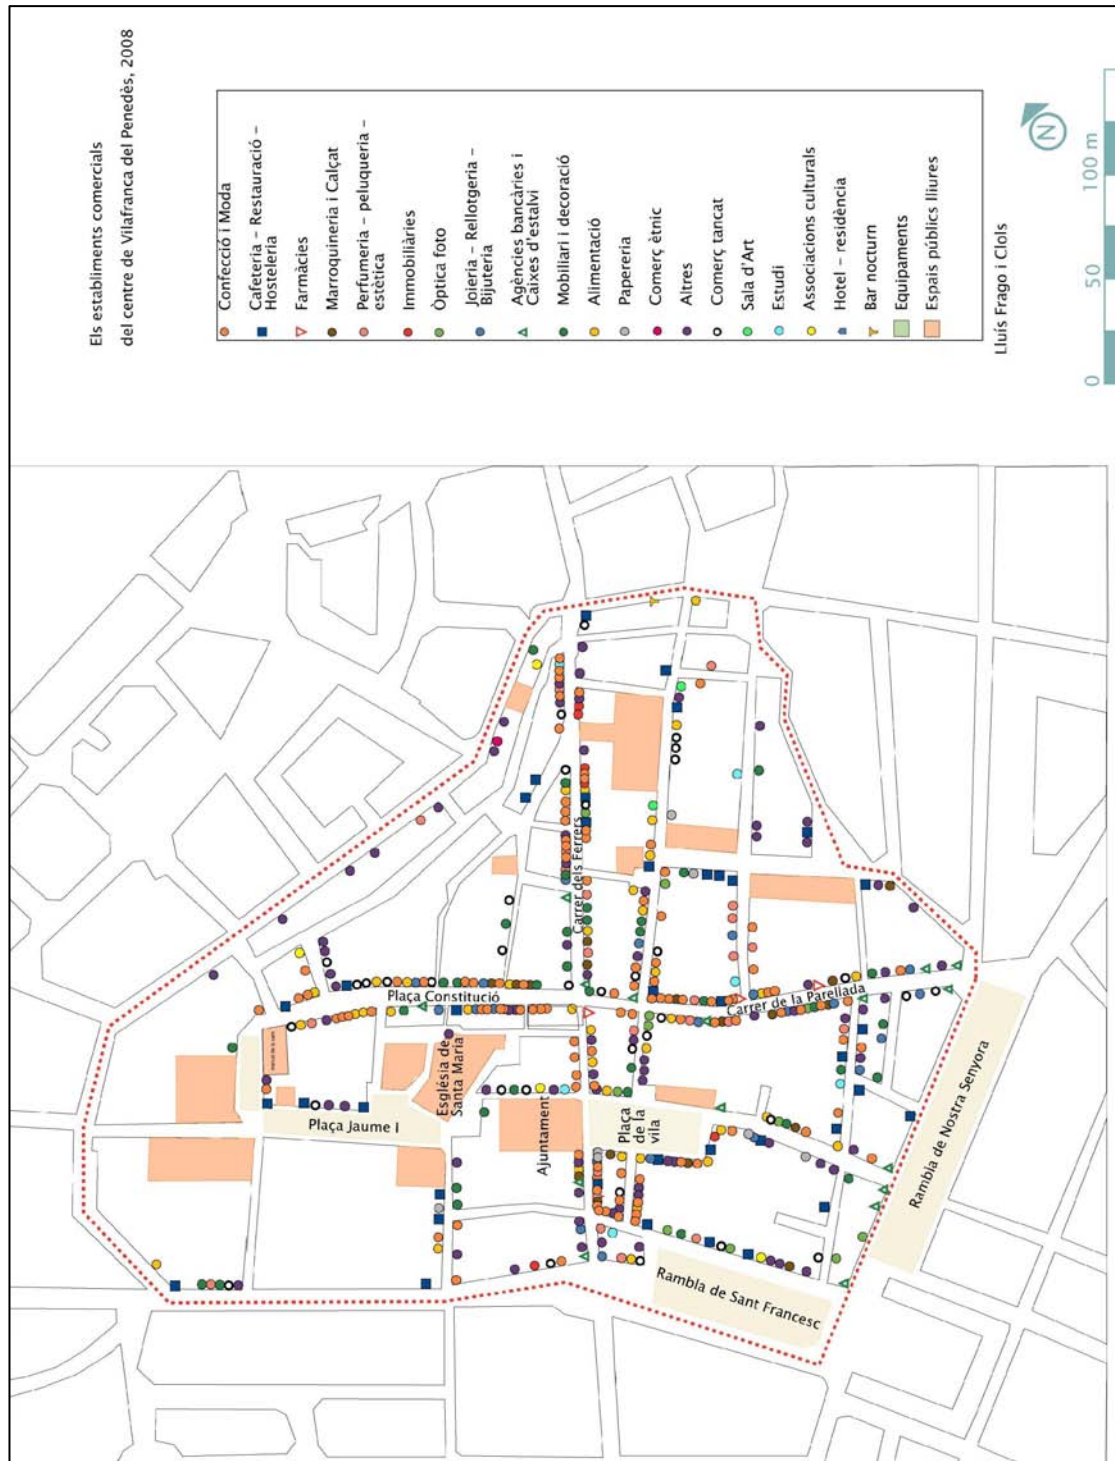 Els establiments comercials
del centre de Vilafranca del Penedès, 2008
Confecció i Moda
Cafeteria – Restauració –
Hosteleria
Farmàcies
Marroquineria i Calçat
Perfumeria – peluqueria –
estètica
Immobiliàries
Òptica foto
Joieria – Rellotgeria –
Bijuteria
Agències bancàries i
Caixes d'estalvi
Mobiliari i decoració
Alimentació
Papereria
Comerç ètnic
Altres
Comerç tancat
Sala d'Art
Estudi
Associacions culturals
Hotel – residència
Bar nocturn
Equipaments
Espais públics lliures
Lluís Frago i Clols
N
0
50
100 m
Plaça Constitució
Carrer dels Ferrers
Carrer de la Parellada
Església de
Santa Maria
Plaça Jaume I
Ajuntament
Plaça
de la
vila
Rambla de Sant Francesc
Rambla de Nostra Senyora